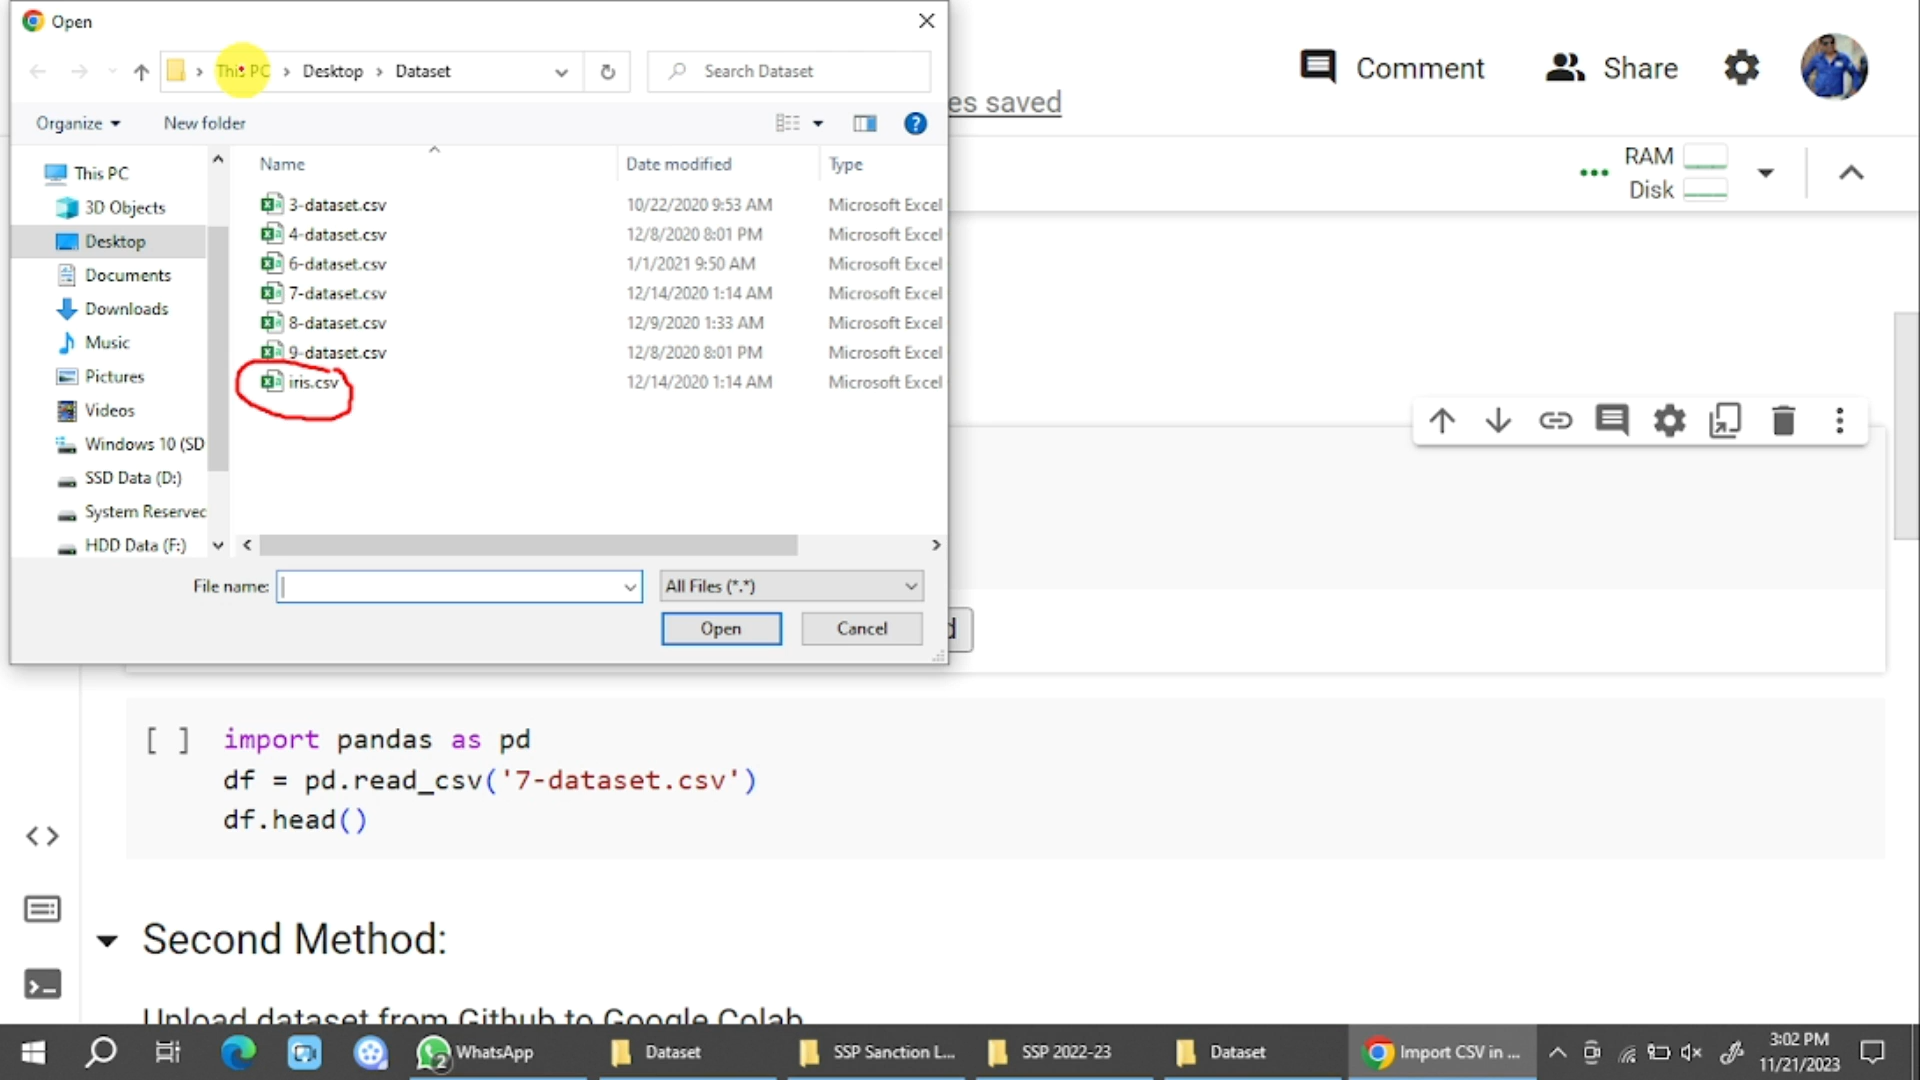 Open
This PC > Desktop > Dataset
Search Dataset
Organize
New folder
Name
Date modified
Type
This PC
3D Objects
Desktop
Documents
Downloads
Music
Pictures
Videos
Windows 10 (SD
SSD Data (D:)
System Reserved
HDD Data (F:)
3-dataset.csv 10/22/2020 9:53 AM Microsoft Excel
4-dataset.csv 12/8/2020 8:01 PM Microsoft Excel
6-dataset.csv 1/1/2021 9:50 AM Microsoft Excel
7-dataset.csv 12/14/2020 1:14 AM Microsoft Excel
8-dataset.csv 12/9/2020 1:33 AM Microsoft Excel
9-dataset.csv 12/8/2020 8:01 PM Microsoft Excel
iris.csv 12/14/2020 1:14 AM Microsoft Excel
File name:
All Files (*.*)
Open
Cancel
Comment
Share
es saved
RAM
Disk
[ ] import pandas as pd
df = pd.read_csv('7-dataset.csv')
df.head()
Second Method:
Upload dataset from Github to Google Colab
2 WhatsApp
Dataset
SSP Sanction L...
SSP 2022-23
Dataset
Import CSV in ...
3:02 PM
11/21/2023